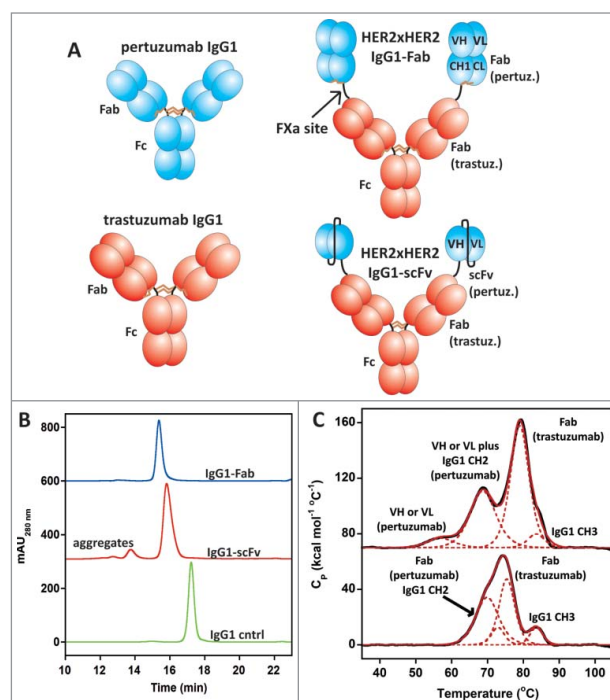 A
pertuzumab IgG1
Fab
Fc
HER2xHER2
IgG1-Fab
VH VL
CH1 CL
Fab
(pertuz.)
FXa site
Fab
(trastuz.)
Fc
trastuzumab IgG1
Fab
Fc
HER2xHER2
IgG1-scFv
VH VL
scFv
(pertuz.)
Fab
(trastuz.)
Fc
B
800
600
400
200
0
mAU280 nm
IgG1-Fab
aggregates
IgG1-scFv
IgG1 cntrl
10 12 14 16 18 20 22
Time (min)
C
160
120
80
40
0
Cp (kcal mol-1 °C-1)
Fab
(trastuzumab)
VH or VL plus
IgG1 CH2
(pertuzumab)
VH or VL
(pertuzumab)
IgG1 CH3
Fab
(pertuzumab)
IgG1 CH2
Fab
(trastuzumab)
IgG1 CH3
40 50 60 70 80 90 100
Temperature (°C)